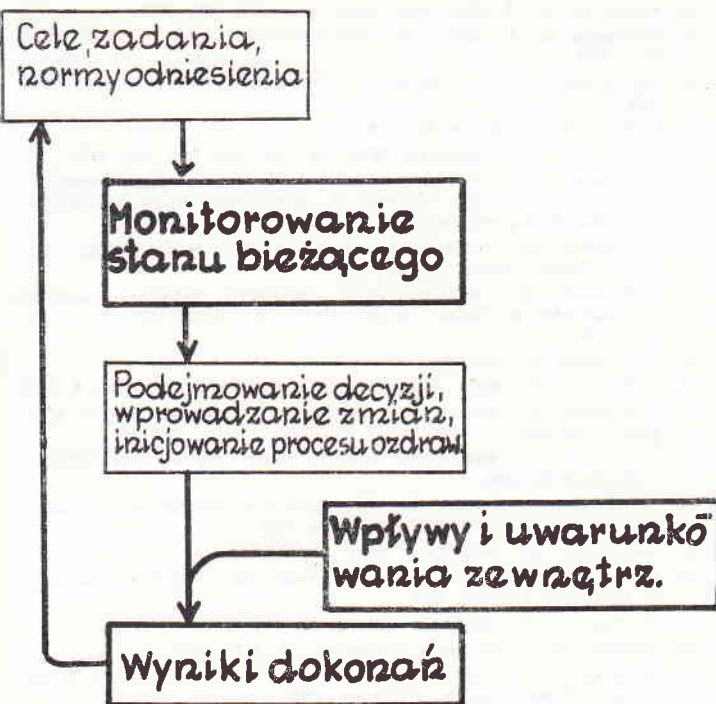 Cele, zadania,
normy odniesienia
Monitorowanie
stanu bieżącego
Podejmowanie decyzji,
wprowadzanie zmian,
inicjowanie procesu ozdraw.
Wpływy i uwarunko-
wania zewnętrz.
Wyniki dokonań